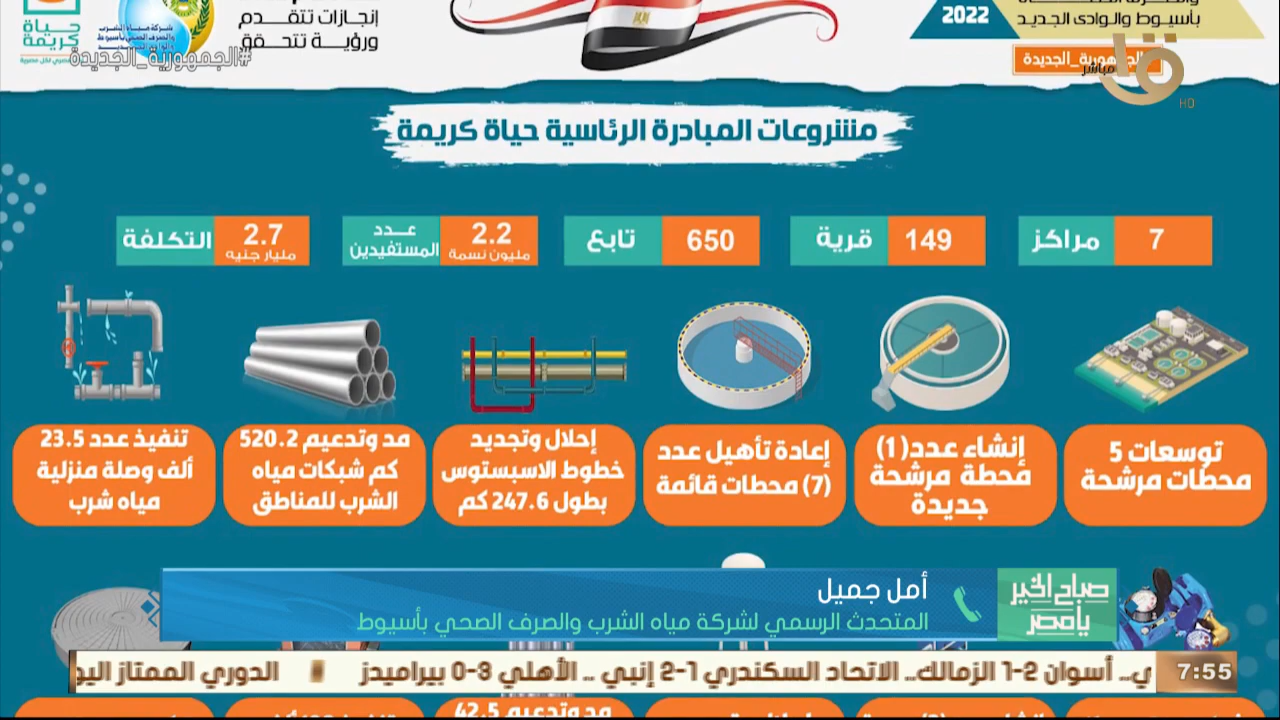 بأسيوط والوادى الجديد
2022
إنجازات تتقدم
ورؤية تتحقق
حياة
كريمة
#الجمهورية_الجديدة
الجمهورية_الجديدة
مباشر
HD
مشروعات المبادرة الرئاسية حياة كريمة
7 مراكز
149 قرية
650 تابع
2.2 مليون نسمة
عدد المستفيدين
2.7 مليار جنيه
التكلفة
توسعات 5
محطات مرشحة
إنشاء عدد(1)
محطة مرشحة
جديدة
إعادة تأهيل عدد
(7) محطات قائمة
إحلال وتجديد
خطوط الاسبستوس
بطول 247.6 كم
مد وتدعيم 520.2
كم شبكات مياه
الشرب للمناطق
تنفيذ عدد 23.5
ألف وصلة منزلية
مياه شرب
صباح الخير
يا مصر
أمل جميل
المتحدث الرسمي لشركة مياه الشرب والصرف الصحي بأسيوط
7:55
أسوان 2-1 الزمالك.. الاتحاد السكندري 1-2 إنبي .. الأهلي 3-0 بيراميدز
الدوري الممتاز
مد وتدعيم 42.5